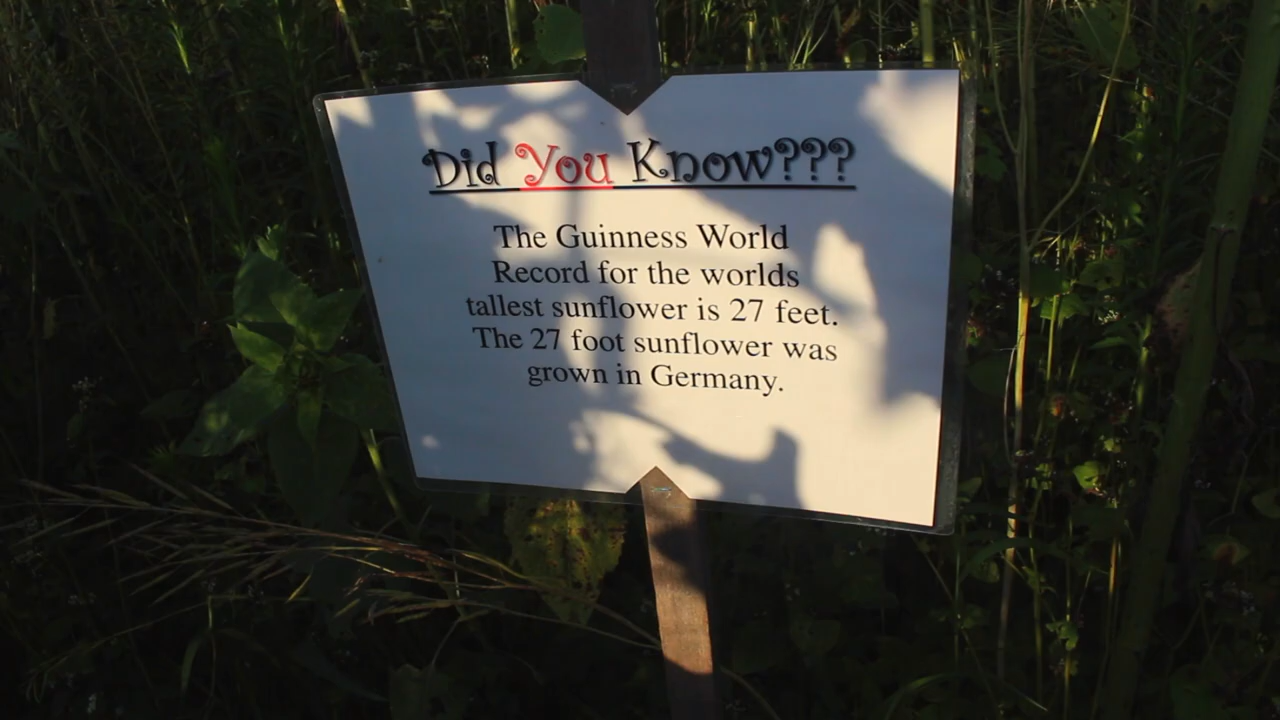 Did You Know???
The Guinness World
Record for the worlds
tallest sunflower is 27 feet.
The 27 foot sunflower was
grown in Germany.